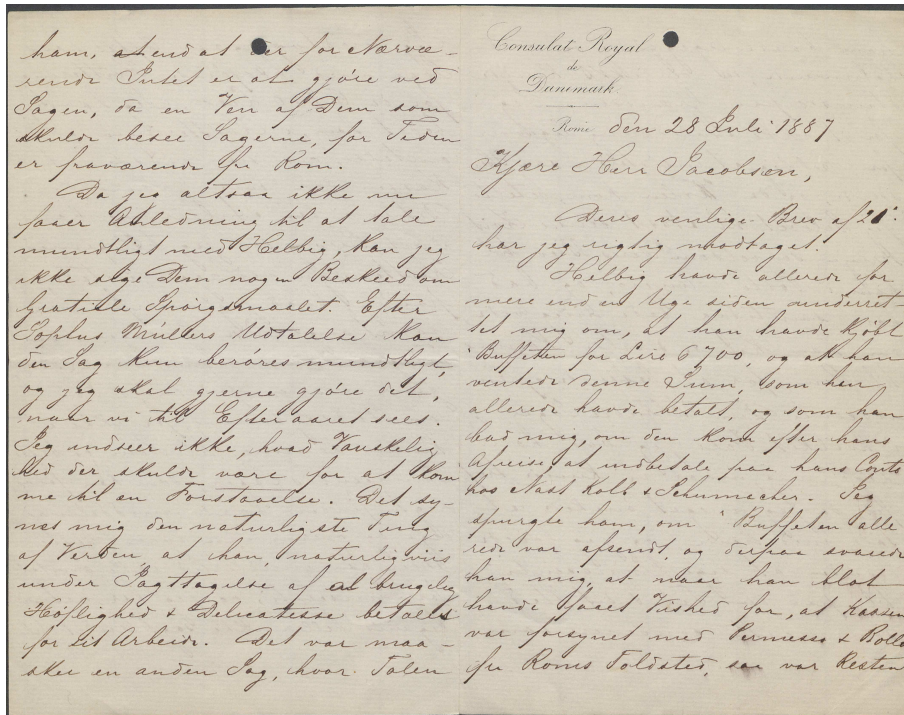 Consulat Royal
de
Danemark
Rome den 28 Juli 1887
Kjære Herr Jacobsen,
Deres venlige Brev af 21.
har jeg rigtig modtaget.
Helbig havde allerede for
mere end en Uge siden underret-
tet mig om, at han havde kjøbt
"Buffeten for Lire 6700, og at han
ventede denne Sum, som han
allerede havde betalt, og som han
bad mig, om den kom efter hans
Afreise, at indbetale paa hans Conto
hos Nast Kolb & Schumacher. Jeg
spurgte ham, om "Buffeten alle
rede var afsendt, og derpaa svarede
han mig, at naar han blot
havde faaet Vished for, at Kassen
var forsynet med Permesso & Bolla
fra Roms Toldsted, saa var Resten
ham, at der for Nærvæ-
rende Intet er at gjøre ved
Sagen, da en Ven af Dem som
skulde besee Sagerne, for Tiden
er fraværende fra Rom.
Da jeg altsaa ikke nu
faaer Anledning til at tale
mundtligt med Helbig, kan jeg
ikke sige Dem nogen Beskeed om
Spørgsmaalet. Efter
Sophus Müllers Udtalelse kan
den Sag kun berøres mundtligt,
og jeg skal gjerne gjøre det,
naar vi til Efteraaret sees.
Jeg indseer ikke, hvad Vanskelig
hed der skulde være for at kom
me til en Forstaaelse. Det sy-
nes mig den naturligste Ting
af Verden, at han, naturligviis
under Iagttagelse af al brugelig
Høflighed & Delicatesse betales
for sit Arbeide. Det var maa-
skee en anden Sag, hvor Talen